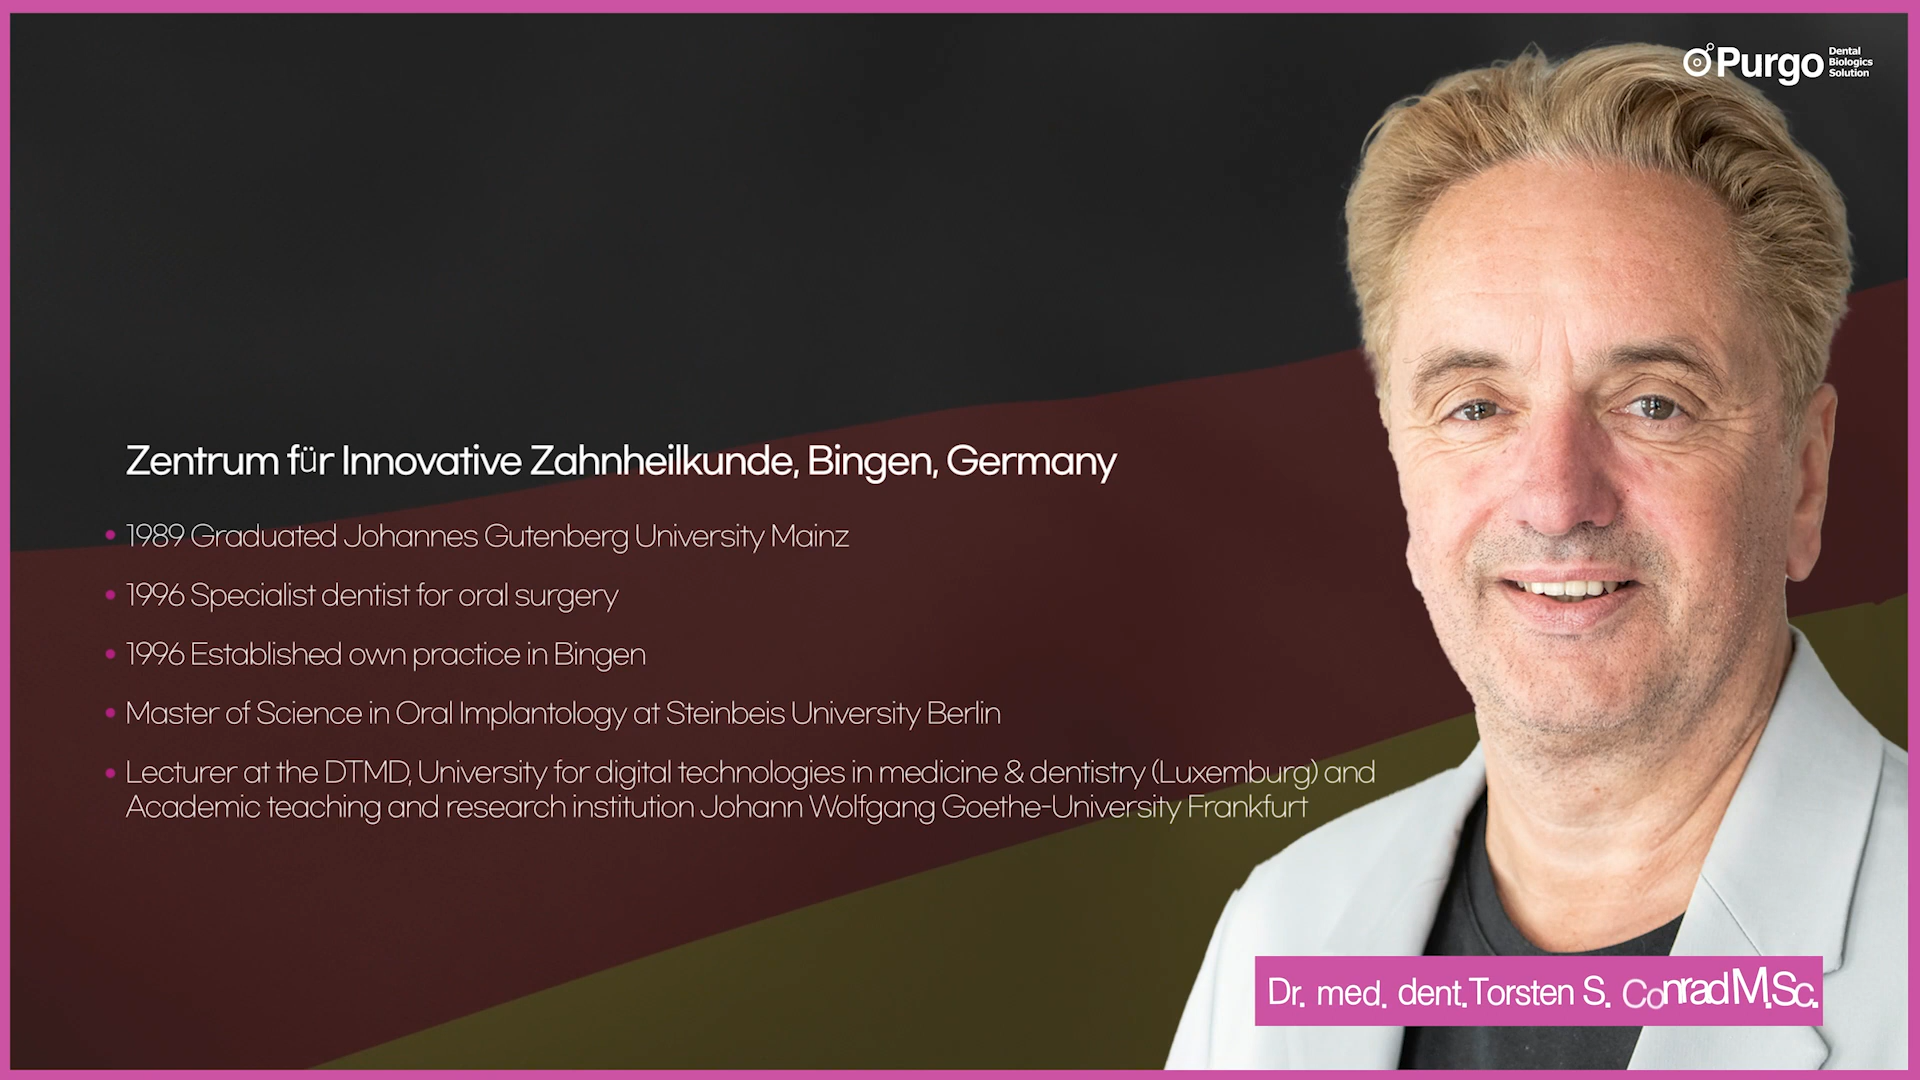 Purgo
Dental
Biologics
Solution
Zentrum für Innovative Zahnheilkunde, Bingen, Germany
• 1989 Graduated Johannes Gutenberg University Mainz
• 1996 Specialist dentist for oral surgery
• 1996 Established own practice in Bingen
• Master of Science in Oral Implantology at Steinbeis University Berlin
• Lecturer at the DTMD, University for digital technologies in medicine & dentistry (Luxemburg) and
Academic teaching and research institution Johann Wolfgang Goethe-University Frankfurt
Dr. med. dent. Torsten S. Conrad M.Sc.